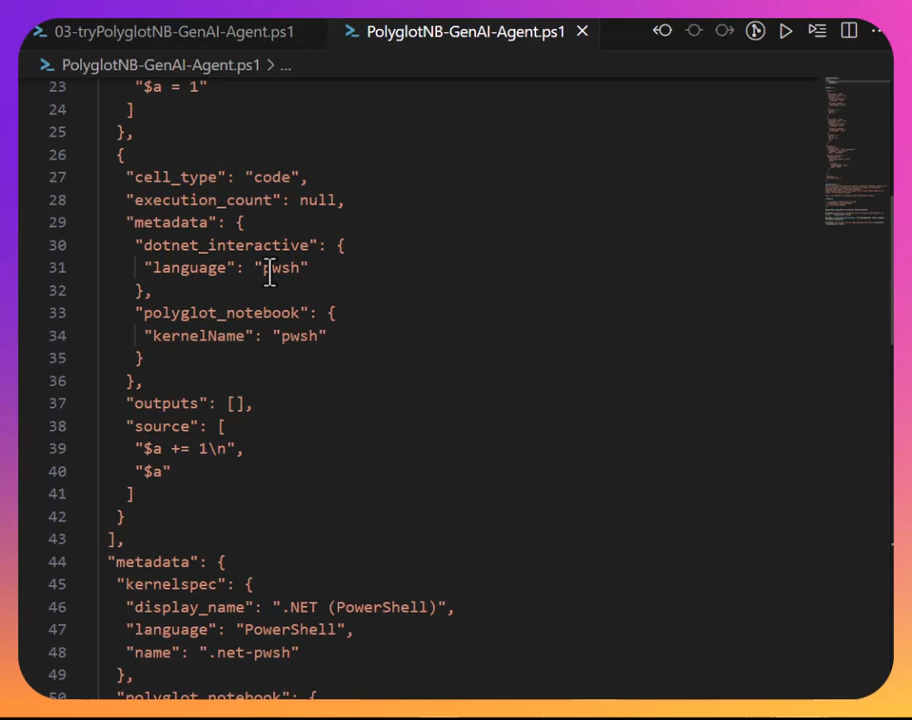 03-tryPolyglotNB-GenAI-Agent.ps1
PolyglotNB-GenAI-Agent.ps1
PolyglotNB-GenAI-Agent.ps1 > ...
23 "$a = 1"
24 ]
25 },
26 {
27 "cell_type": "code",
28 "execution_count": null,
29 "metadata": {
30 "dotnet_interactive": {
31 "language": "pwsh"
32 },
33 "polyglot_notebook": {
34 "kernelName": "pwsh"
35 }
36 },
37 "outputs": [],
38 "source": [
39 "$a += 1\n",
40 "$a"
41 ]
42 }
43 ],
44 "metadata": {
45 "kernelspec": {
46 "display_name": ".NET (PowerShell)",
47 "language": "PowerShell",
48 "name": ".net-pwsh"
49 },
50 "polyglot_notebook": {